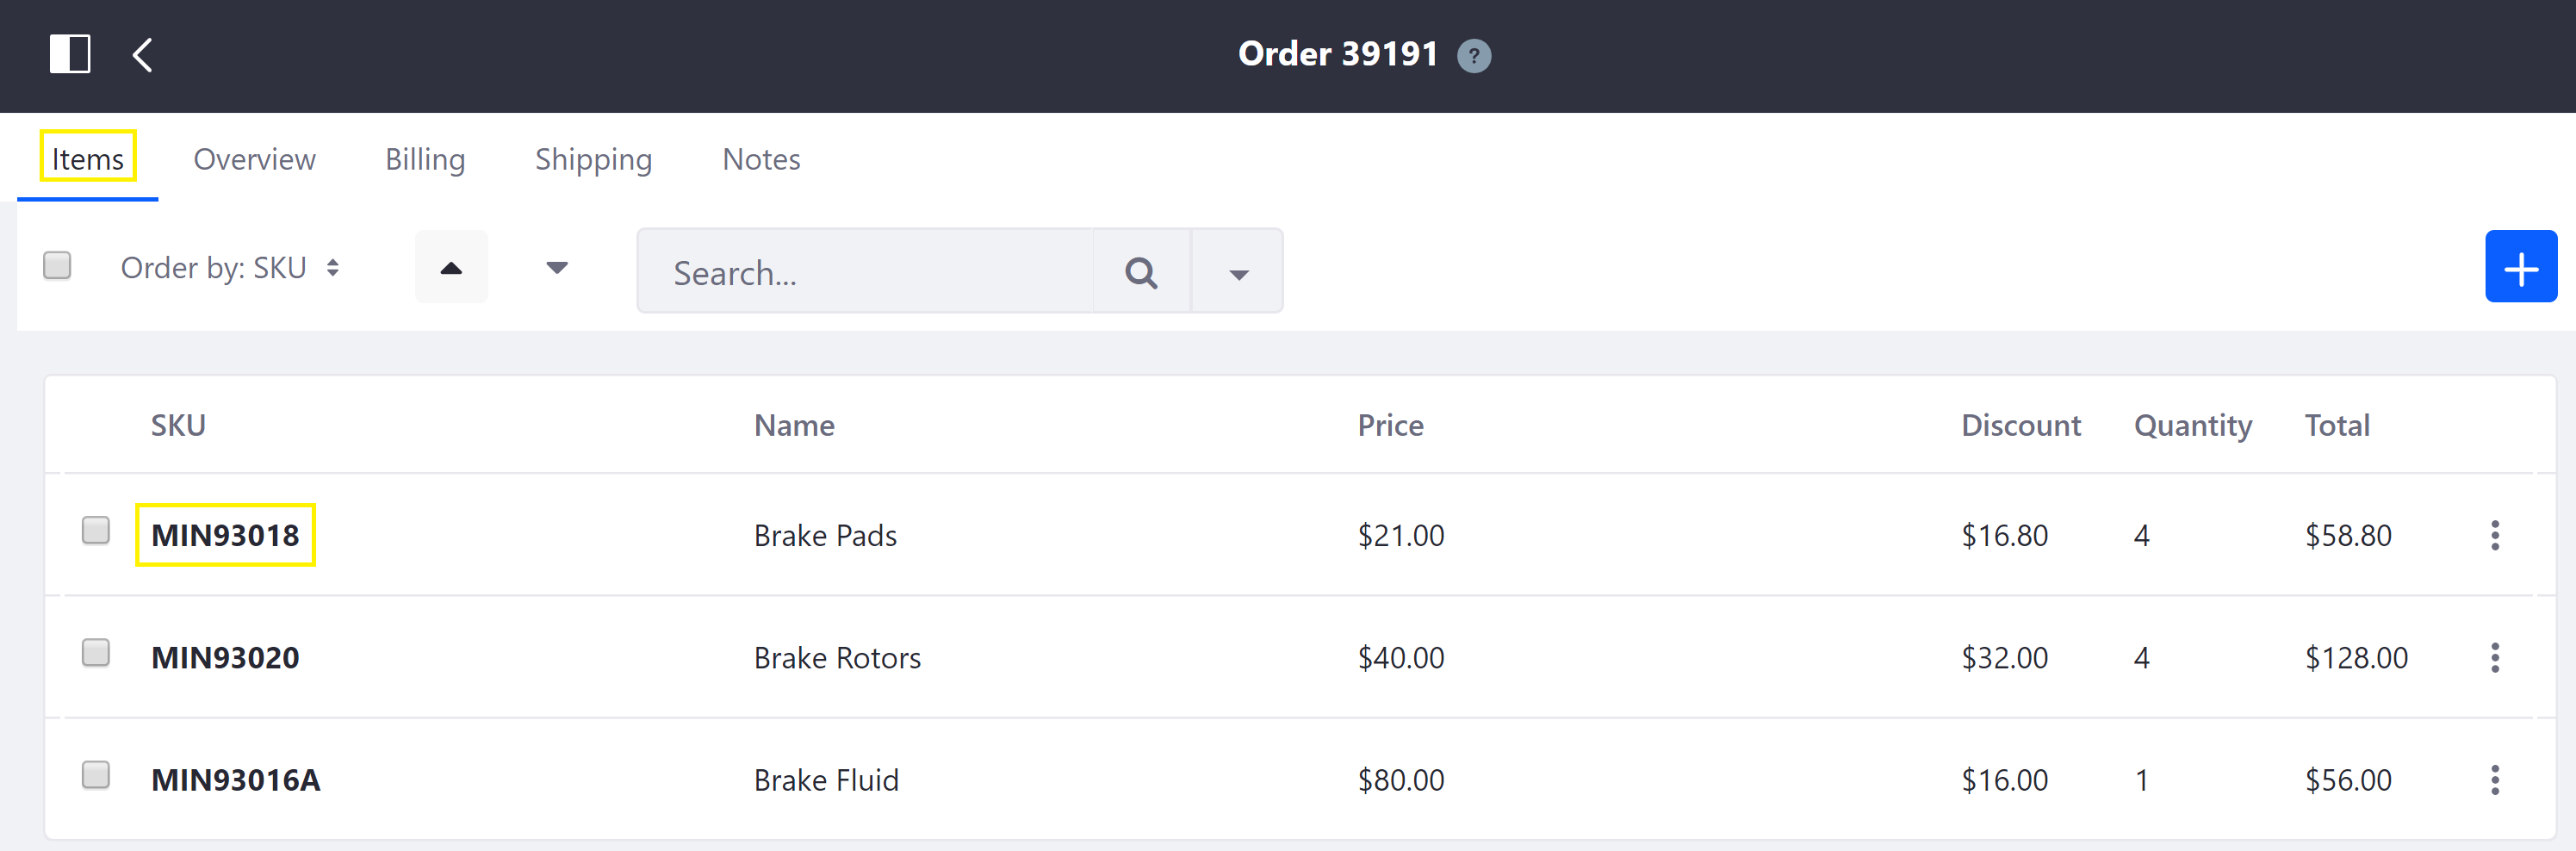 Order 39191 ?
Items Overview Billing Shipping Notes
Order by: SKU Search...
SKU Name Price Discount Quantity Total
MIN93018 Brake Pads $21.00 $16.80 4 $58.80
MIN93020 Brake Rotors $40.00 $32.00 4 $128.00
MIN93016A Brake Fluid $80.00 $16.00 1 $56.00